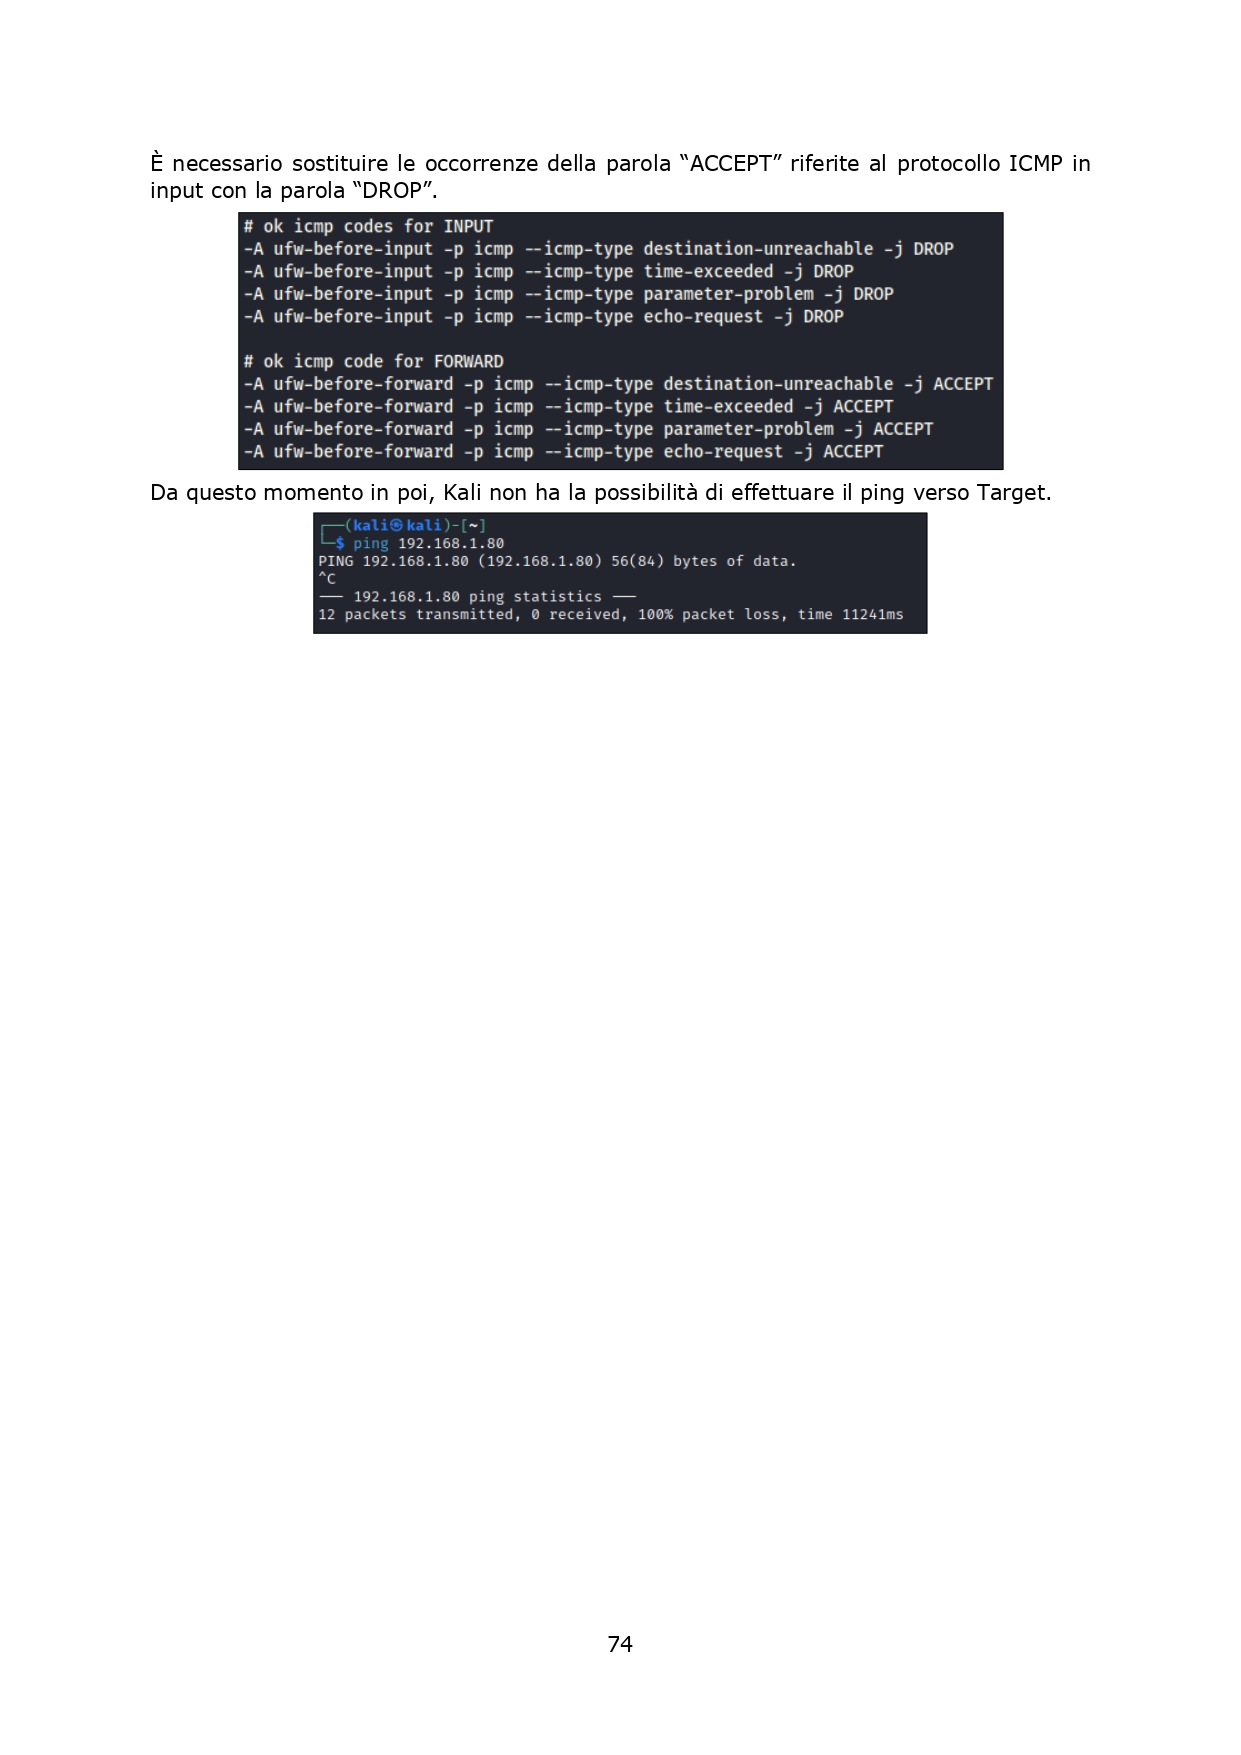 È necessario sostituire le occorrenze della parola “ACCEPT” riferite al protocollo ICMP in
input con la parola “DROP”.
# ok icmp codes for INPUT
-A ufw-before-input -p icmp --icmp-type destination-unreachable -j DROP
-A ufw-before-input -p icmp --icmp-type time-exceeded -j DROP
-A ufw-before-input -p icmp --icmp-type parameter-problem -j DROP
-A ufw-before-input -p icmp --icmp-type echo-request -j DROP
# ok icmp code for FORWARD
-A ufw-before-forward -p icmp --icmp-type destination-unreachable -j ACCEPT
-A ufw-before-forward -p icmp --icmp-type time-exceeded -j ACCEPT
-A ufw-before-forward -p icmp --icmp-type parameter-problem -j ACCEPT
-A ufw-before-forward -p icmp --icmp-type echo-request -j ACCEPT
Da questo momento in poi, Kali non ha la possibilità di effettuare il ping verso Target.
┌──(kali㉿kali)-[~]
└─$ ping 192.168.1.80
PING 192.168.1.80 (192.168.1.80) 56(84) bytes of data.
^C
--- 192.168.1.80 ping statistics ---
12 packets transmitted, 0 received, 100% packet loss, time 11241ms
74